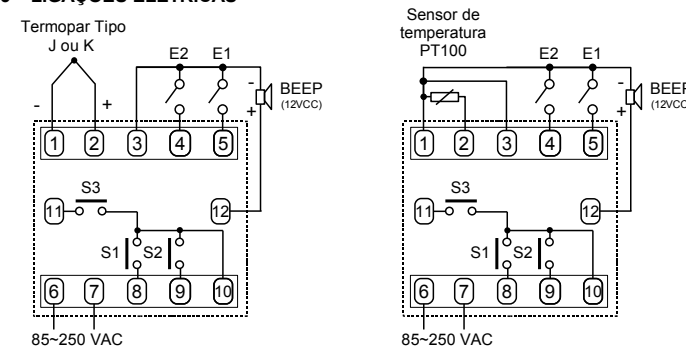 LIGAÇÕES ELÉTRICAS
Termopar Tipo
J ou K
E2 E1
- +
-
BEEP
(12VCC)
+
1 2 3 4 5
S3
11 12
S1 S2
6 7 8 9 10
85~250 VAC
Sensor de
temperatura
PT100
E2 E1
-
BEEP
(12VCC
+
1 2 3 4 5
S3
11 12
S1 S2
6 7 8 9 10
85~250 VAC